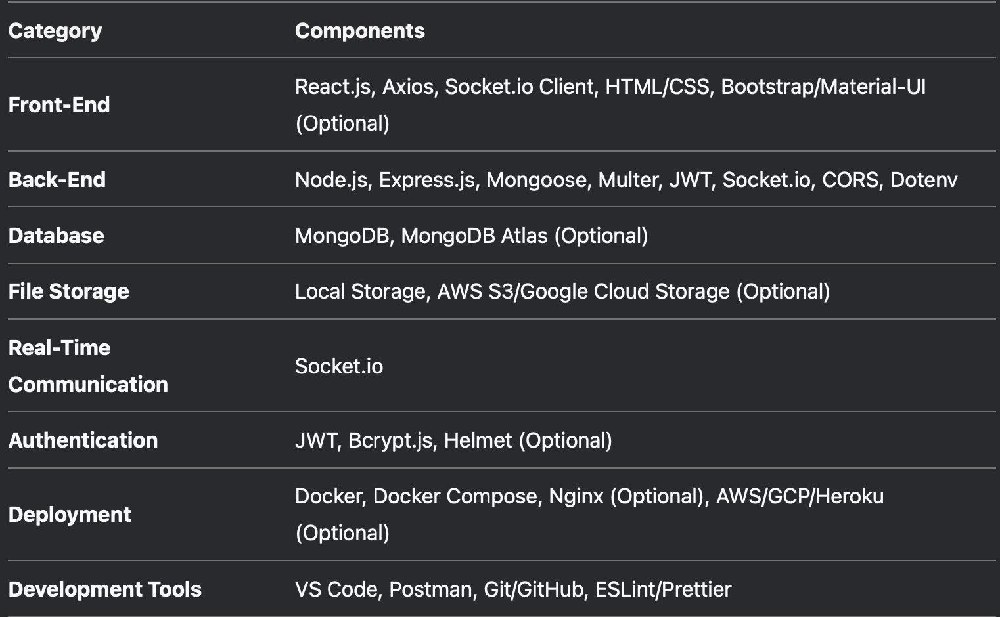 Category Components
Front-End React.js, Axios, Socket.io Client, HTML/CSS, Bootstrap/Material-UI
(Optional)
Back-End Node.js, Express.js, Mongoose, Multer, JWT, Socket.io, CORS, Dotenv
Database MongoDB, MongoDB Atlas (Optional)
File Storage Local Storage, AWS S3/Google Cloud Storage (Optional)
Real-Time
Communication
Socket.io
Authentication JWT, Bcrypt.js, Helmet (Optional)
Deployment Docker, Docker Compose, Nginx (Optional), AWS/GCP/Heroku
(Optional)
Development Tools VS Code, Postman, Git/GitHub, ESLint/Prettier